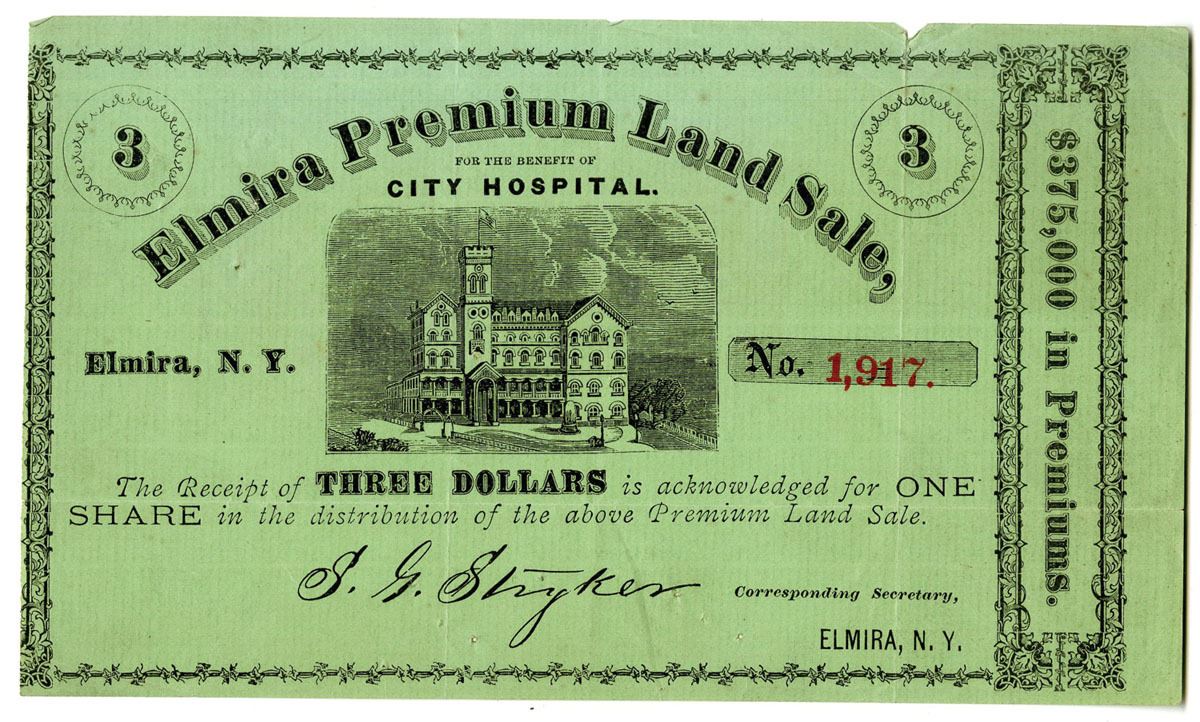 3
3
Elmira Premium Land Sale,
FOR THE BENEFIT OF
CITY HOSPITAL.
Elmira, N. Y.
No. 1,917.
The Receipt of THREE DOLLARS is acknowledged for ONE
SHARE in the distribution of the above Premium Land Sale.
S. G. Stryker
Corresponding Secretary,
ELMIRA, N. Y.
$375,000 in Premiums.